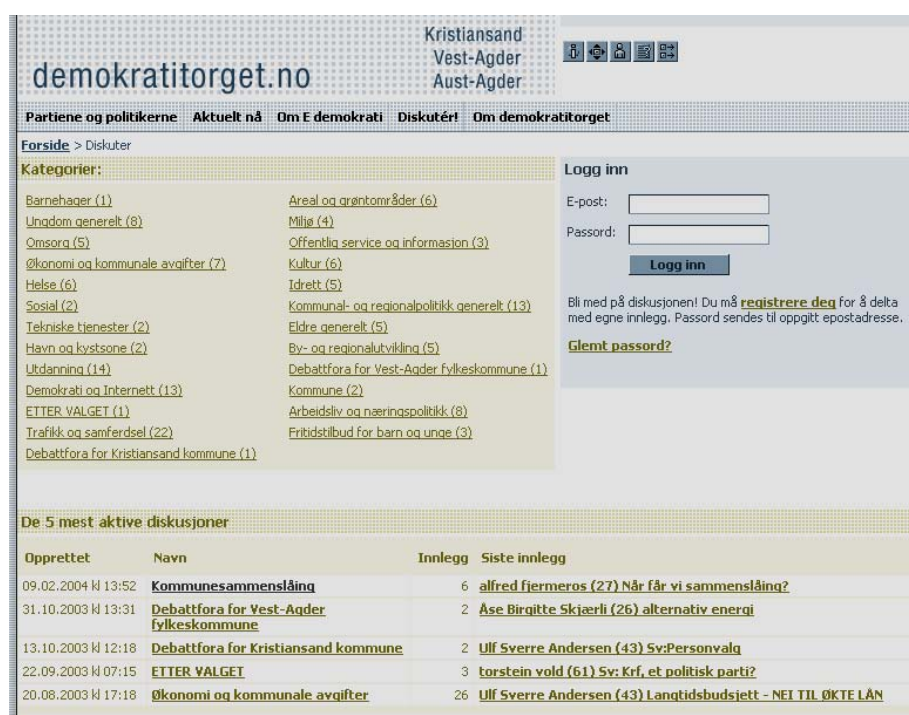 demokratitorget.no
Kristiansand
Vest-Agder
Aust-Agder
Partiene og politikerne Aktuelt nå Om E demokrati Diskutér! Om demokratitorget
Forside > Diskuter
Kategorier:
Barnehager (1)
Ungdom generelt (8)
Omsorg (5)
Økonomi og kommunale avgifter (7)
Helse (6)
Sosial (2)
Tekniske tjenester (2)
Havn og kystsone (2)
Utdanning (14)
Demokrati og Internett (13)
ETTER VALGET (1)
Trafikk og samferdsel (22)
Debattfora for Kristiansand kommune (1)
Areal og grøntområder (6)
Miljø (4)
Offentlig service og informasjon (3)
Kultur (6)
Idrett (5)
Kommunal- og regionalpolitikk generelt (13)
Eldre generelt (5)
By- og regionalutvikling (5)
Debattfora for Vest-Agder fylkeskommune (1)
Kommune (2)
Arbeidsliv og næringspolitikk (8)
Fritidstilbud for barn og unge (3)
Logg inn
E-post:
Passord:
Logg inn
Bli med på diskusjonen! Du må registrere deg for å delta
med egne innlegg. Passord sendes til oppgitt epostadresse.
Glemt passord?
De 5 mest aktive diskusjoner
Opprettet Navn Innlegg Siste innlegg
09.02.2004 kl 13:52 Kommunesammenslåing 6 alfred fjermeros (27) Når får vi sammenslåing?
31.10.2003 kl 13:31 Debattfora for Vest-Agder 2 Åse Birgitte Skjærli (26) alternativ energi
fylkeskommune
13.10.2003 kl 12:18 Debattfora for Kristiansand kommune 2 Ulf Sverre Andersen (43) Sv:Personvalg
22.09.2003 kl 07:15 ETTER VALGET 3 torstein vold (61) Sv: Krf, et politisk parti?
20.08.2003 kl 17:18 Økonomi og kommunale avgifter 26 Ulf Sverre Andersen (43) Langtidsbudsjett - NEI TIL ØKTE LÅN